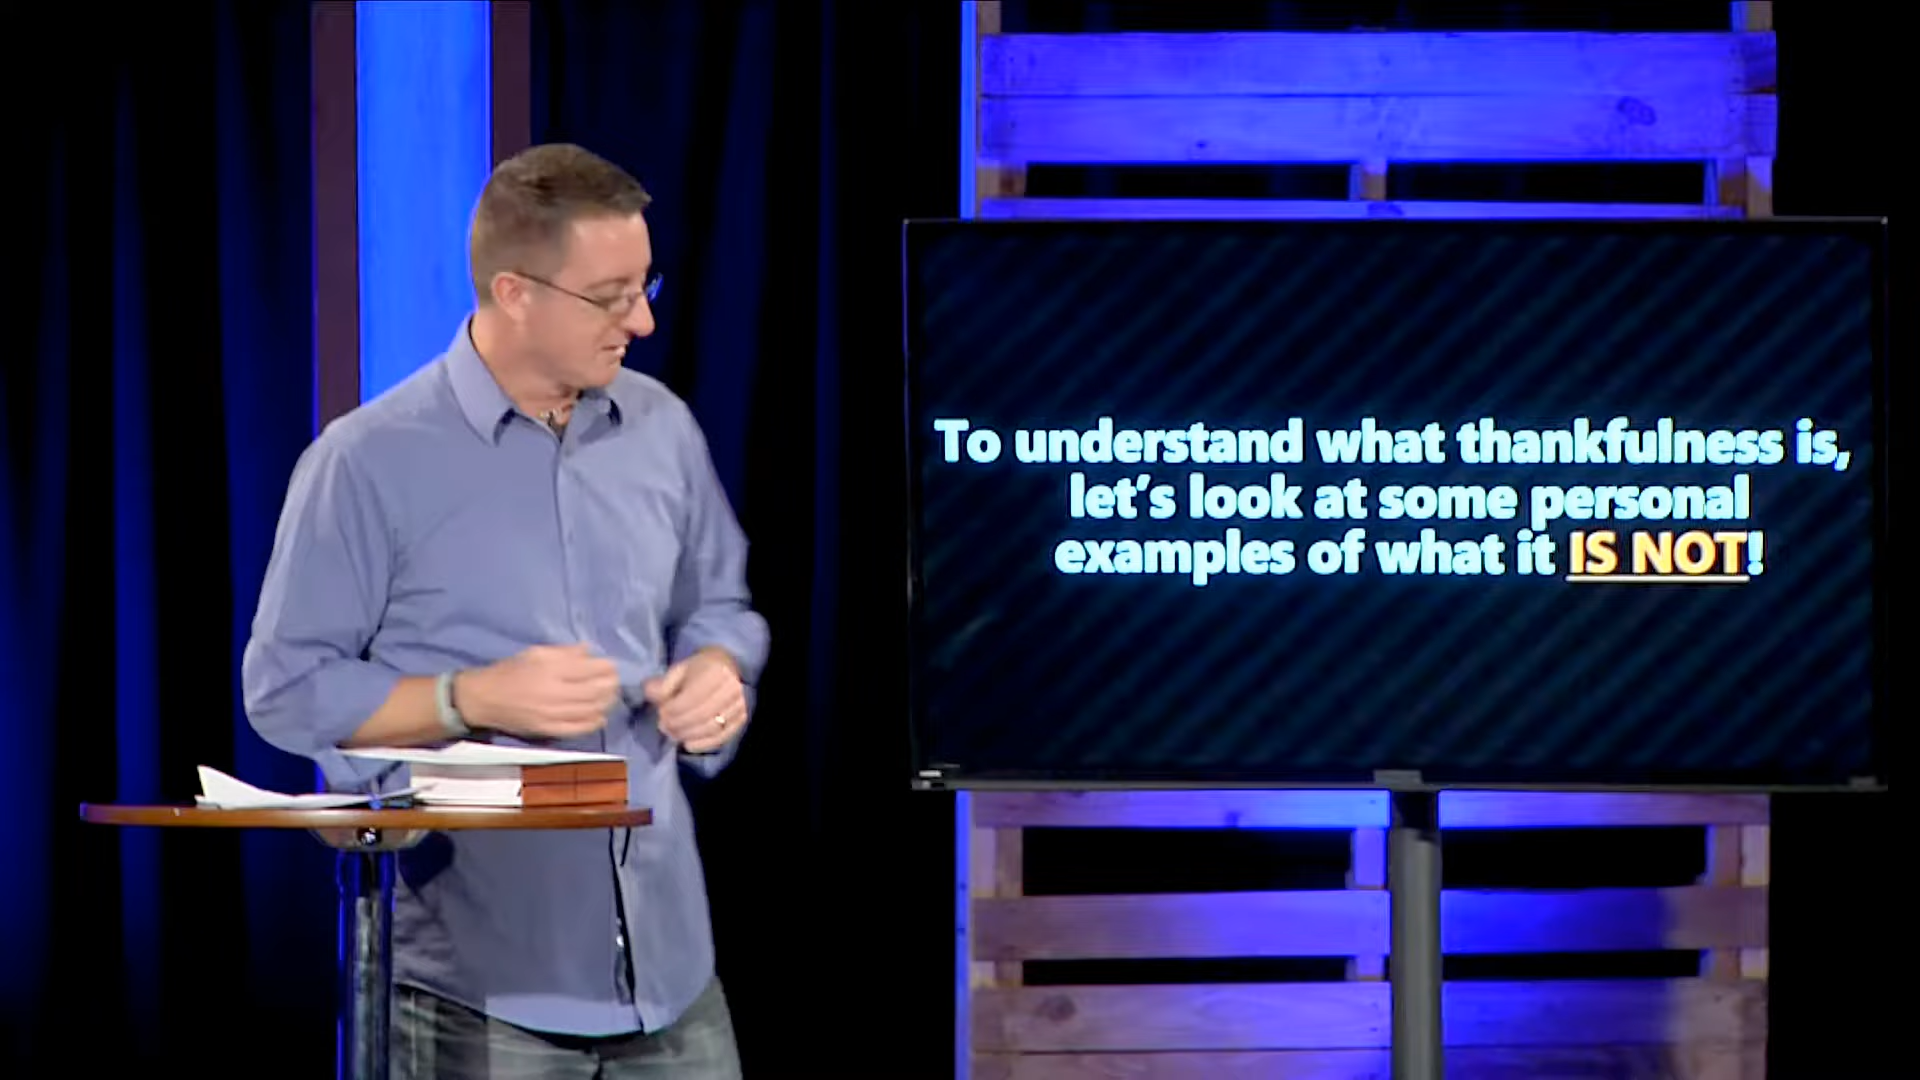 To understand what thankfulness is,
let's look at some personal
examples of what it IS NOT!